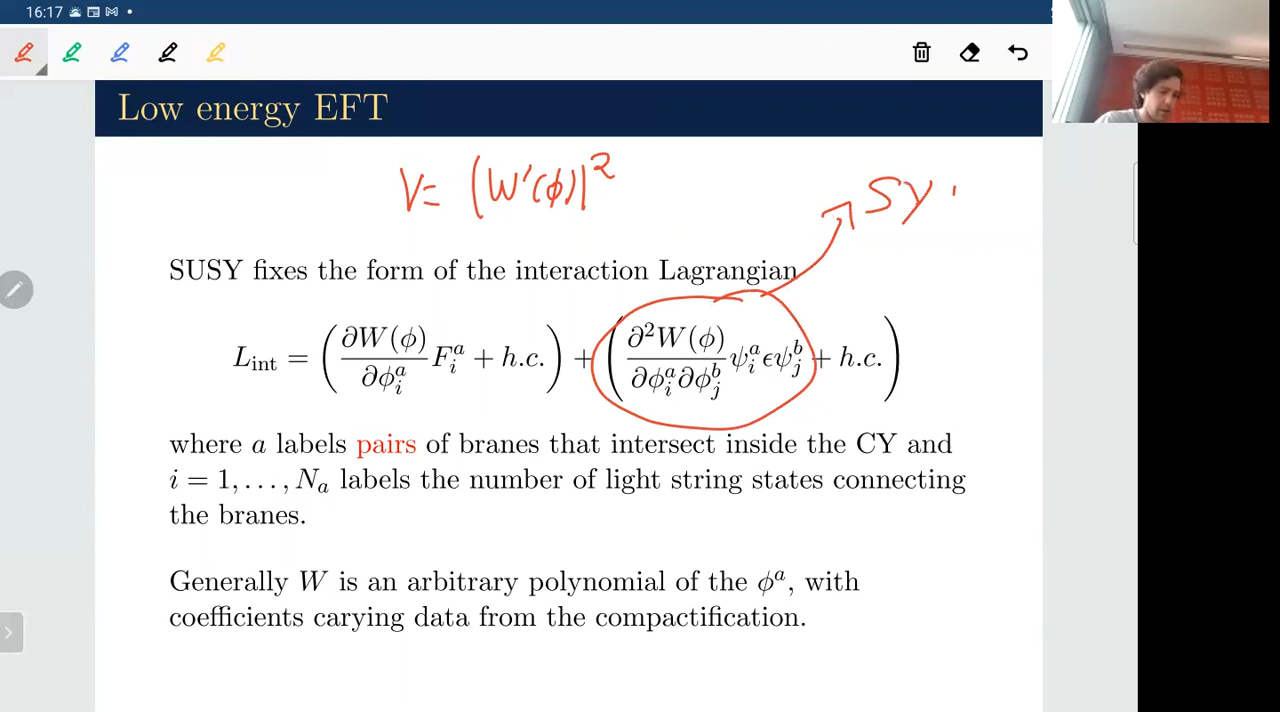 16:17
Low energy EFT
V= |W'(ϕ)|²
SY
SUSY fixes the form of the interaction Lagrangian
L_int = (∂W(ϕ)/∂ϕ_i^a F_i^a + h.c.) + (∂²W(ϕ)/∂ϕ_i^a∂ϕ_j^b ψ_i^a ϵψ_j^b + h.c.)
where a labels pairs of branes that intersect inside the CY and
i = 1, . . . , N_a labels the number of light string states connecting
the branes.
Generally W is an arbitrary polynomial of the ϕ^a, with
coefficients carying data from the compactification.